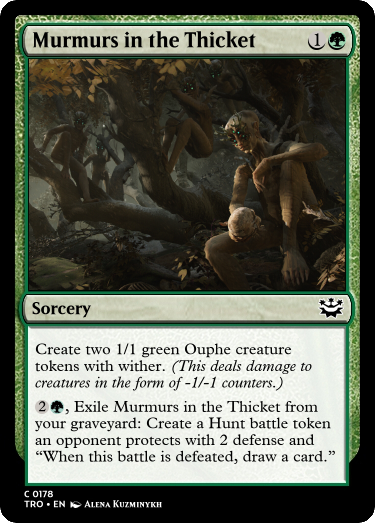 Murmurs in the Thicket 1
Sorcery
Create two 1/1 green Ouphe creature
tokens with wither. (This deals damage to
creatures in the form of -1/-1 counters.)
2, Exile Murmurs in the Thicket from
your graveyard: Create a Hunt battle token
an opponent protects with 2 defense and
“When this battle is defeated, draw a card.”
C 0178
TRO • EN Alena Kuzminykh